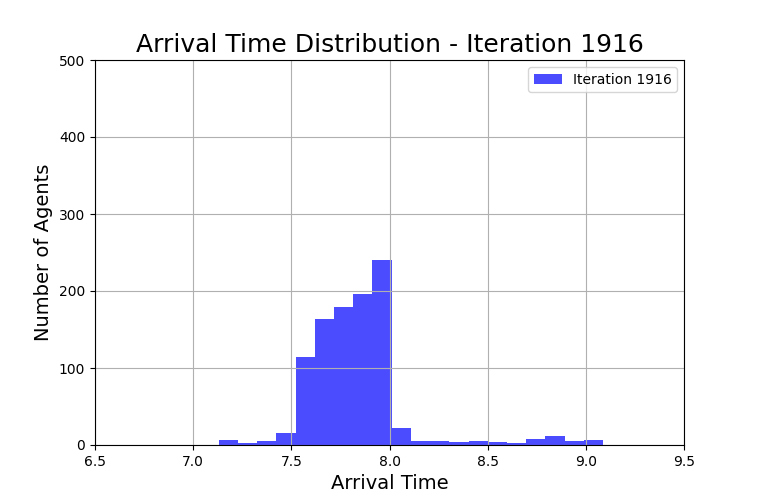 Arrival Time Distribution - Iteration 1916
Iteration 1916
Number of Agents
500
400
300
200
100
0
6.5 7.0 7.5 8.0 8.5 9.0 9.5
Arrival Time